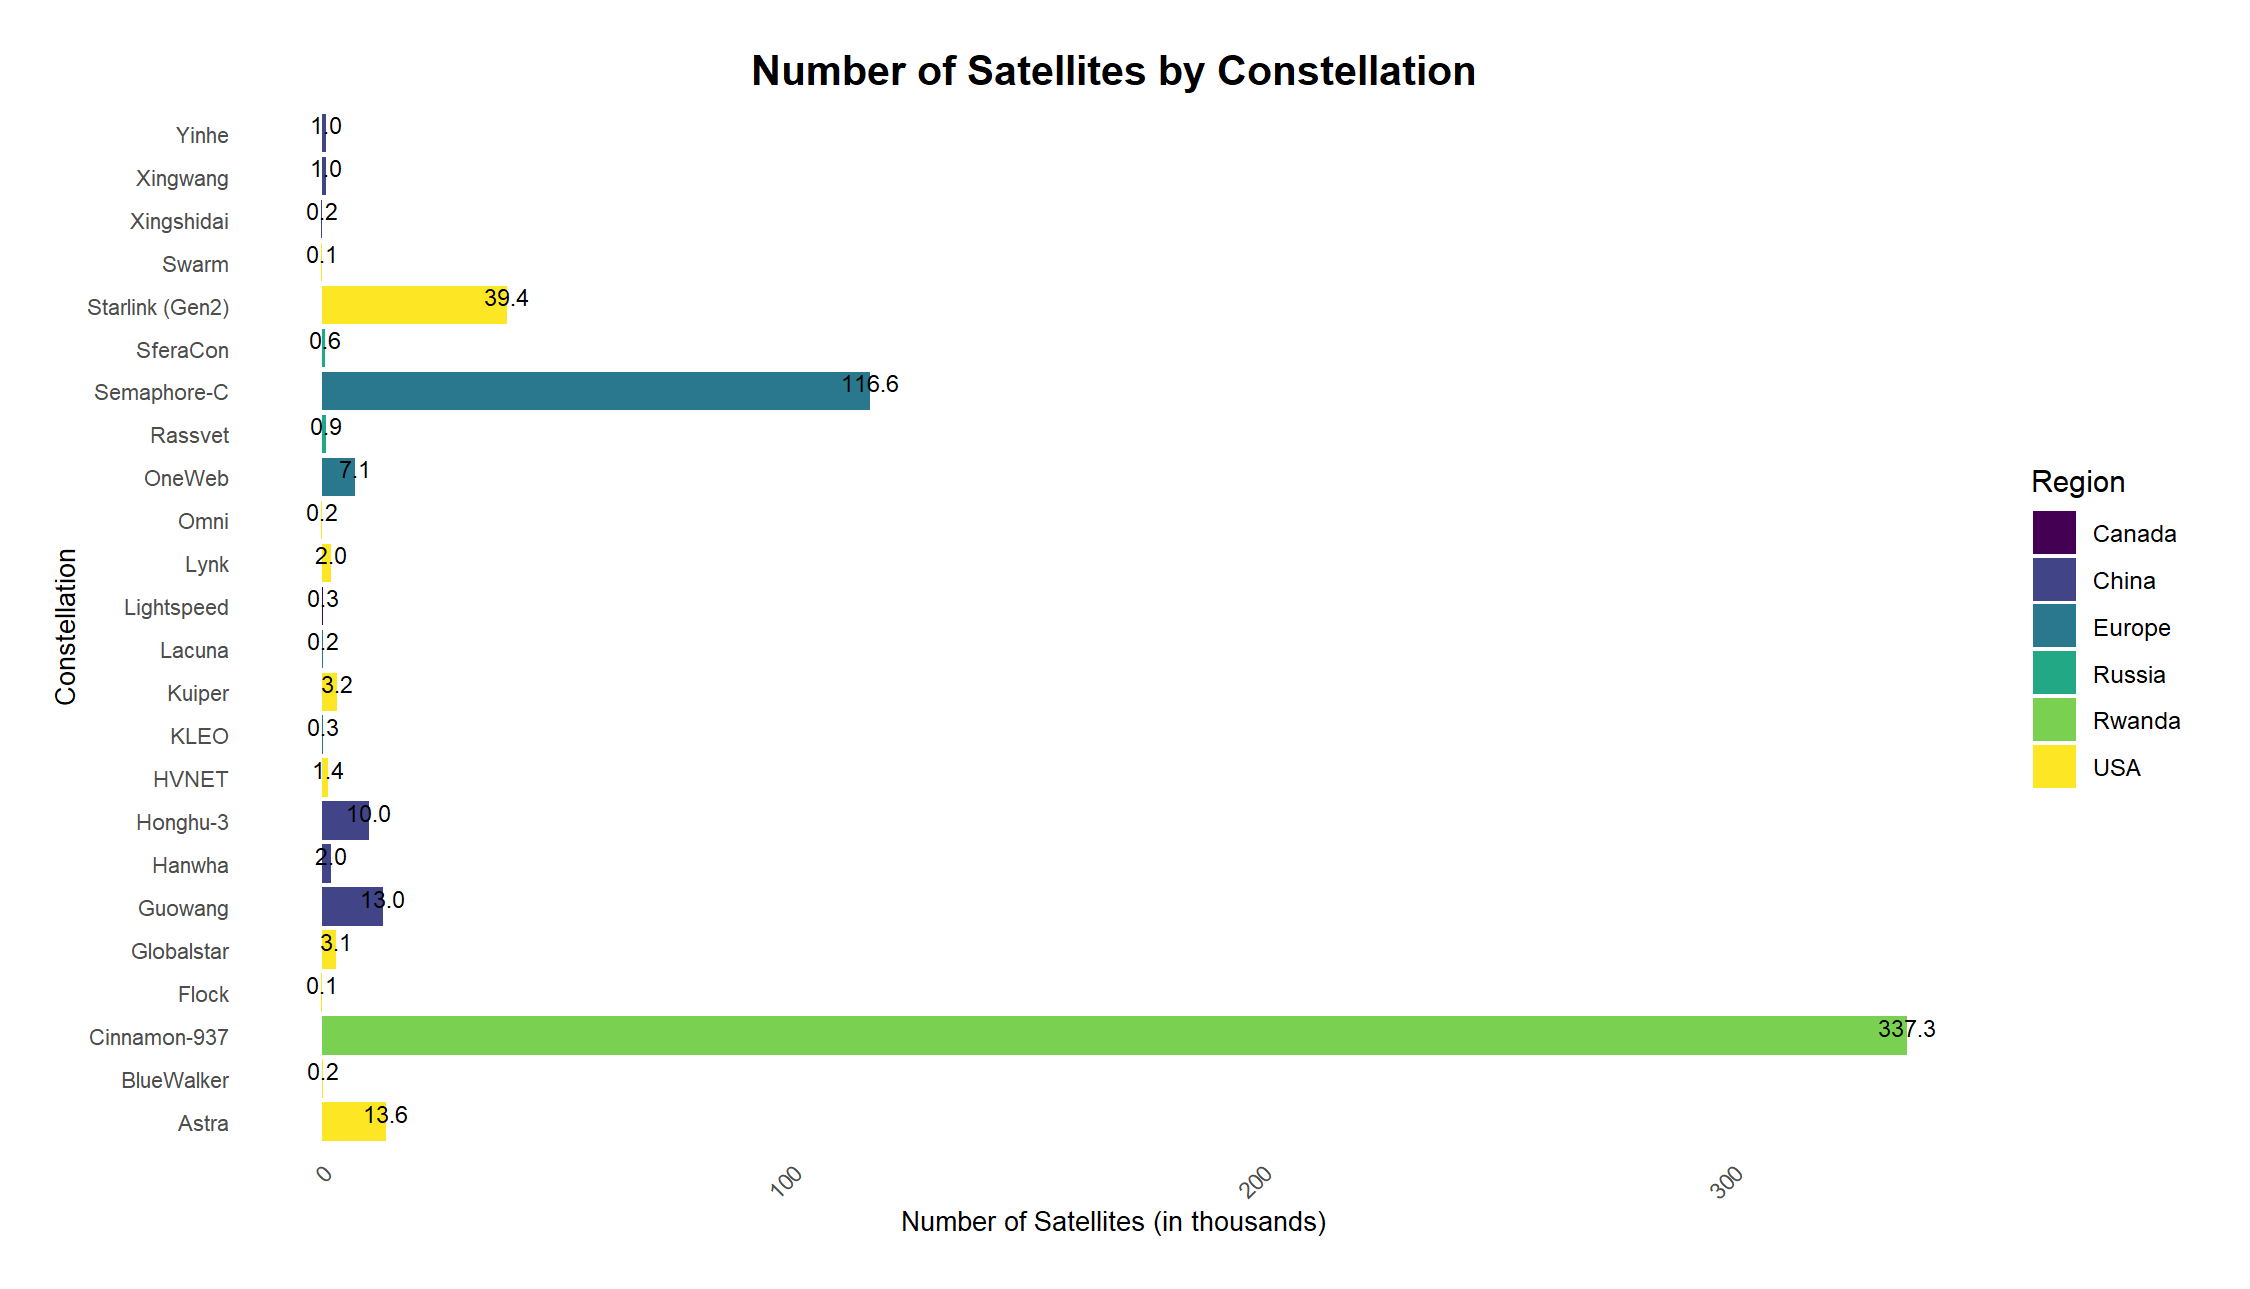 Number of Satellites by Constellation
Yinhe 1.0
Xingwang 1.0
Xingshidai 0.2
Swarm 0.1
Starlink (Gen2) 39.4
SferaCon 0.6
Semaphore-C 116.6
Rassvet 0.9
OneWeb 7.1
Omni 0.2
Lynk 2.0
Lightspeed 0.3
Lacuna 0.2
Kuiper 3.2
KLEO 0.3
HVNET 1.4
Honghu-3 10.0
Hanwha 2.0
Guowang 13.0
Globalstar 3.1
Flock 0.1
Cinnamon-937 337.3
BlueWalker 0.2
Astra 13.6
Constellation
0 100 200 300
Number of Satellites (in thousands)
Region
Canada
China
Europe
Russia
Rwanda
USA